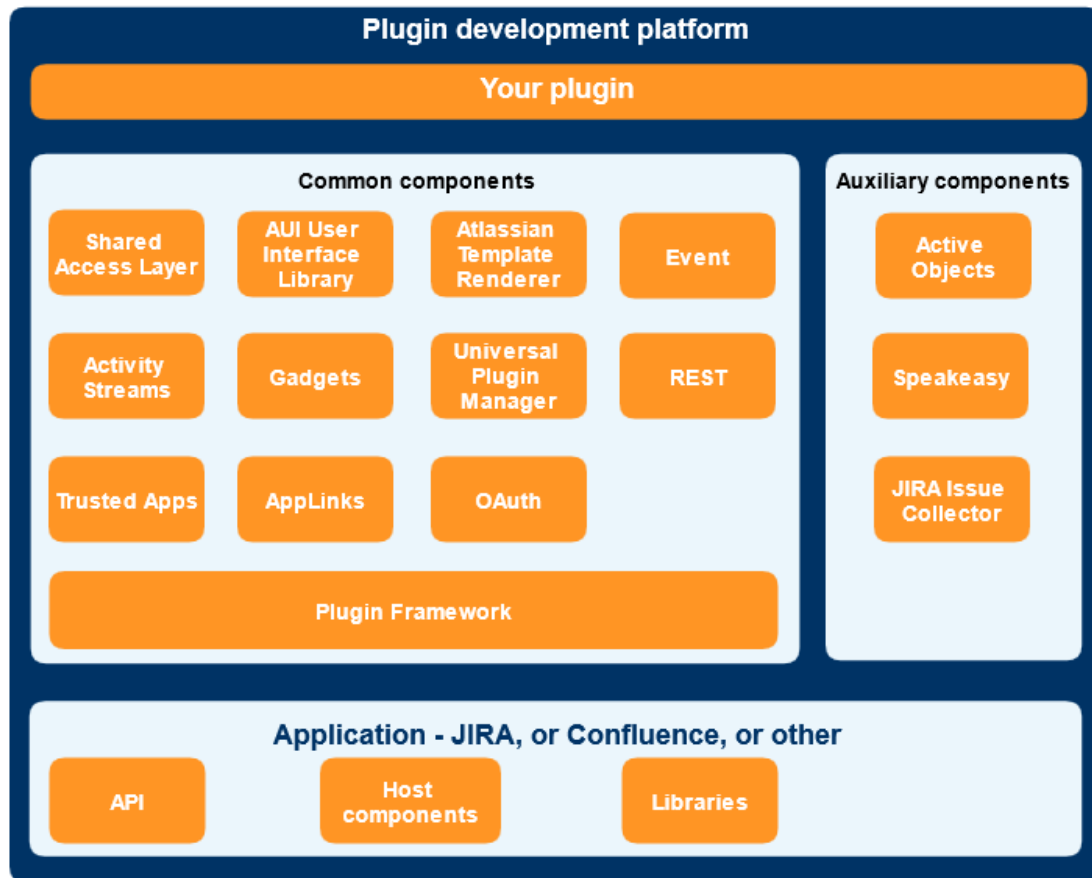 Plugin development platform
Your plugin
Common components
Shared
Access Layer
AUI User
Interface
Library
Atlassian
Template
Renderer
Event
Activity
Streams
Gadgets
Universal
Plugin
Manager
REST
Trusted Apps
AppLinks
OAuth
Plugin Framework
Auxiliary components
Active
Objects
Speakeasy
JIRA Issue
Collector
Application - JIRA, or Confluence, or other
API
Host
components
Libraries